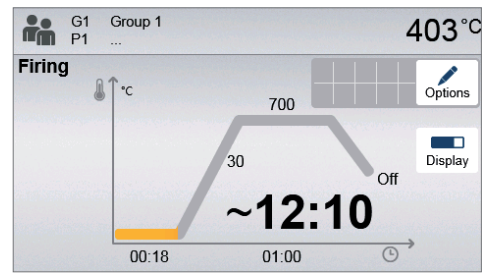 G1 Group 1
P1 ...
403°C
Firing
°C
Options
700
30
Display
Off
~12:10
00:18 01:00